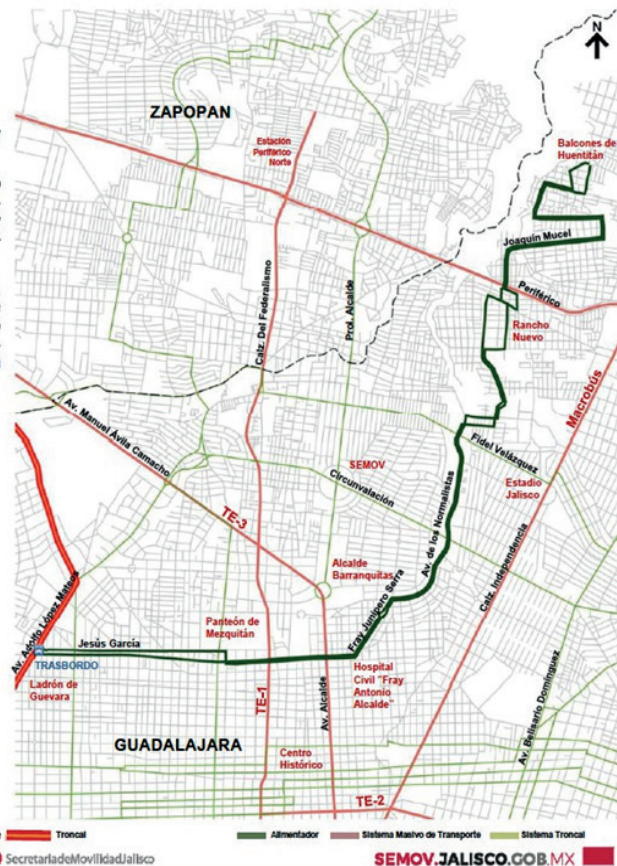 N
ZAPOPAN
Estación
Periférico
Norte
Balcones de
Huentitán
Joaquín Mucel
Periférico
Rancho
Nuevo
Calz. Del Federalismo
Prol. Alcalde
Macrobús
Av. Manuel Ávila Camacho
SEMOV
Fidel Velázquez
Circunvalación
Estadio
Jalisco
TE-3
Av. de los Normalistas
Alcalde
Barranquitas
Calz. Independencia
Av. Adolfo López Mateos
Panteón de
Mezquitán
Fray Junípero Serra
Jesús García
TRASBORDO
Ladrón de
Guevara
Hospital
Civil "Fray
Antonio
Alcalde"
TE-1
Av. Alcalde
Av. Belisario Domínguez
GUADALAJARA
Centro
Histórico
TE-2
Troncal
Alimentador
Sistema Masivo de Transporte
Sistema Troncal
SecretariadeMovilidadJalisco
SEMOV.JALISCO.GOB.MX